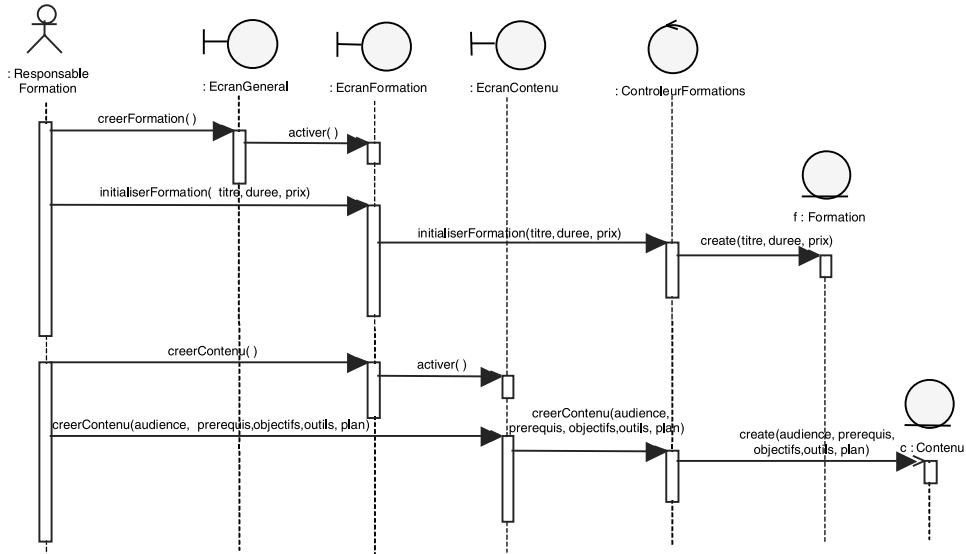 : Responsable
Formation
: EcranGeneral
: EcranFormation
: EcranContenu
: ControleurFormations
creerFormation( )
activer( )
initialiserFormation( titre, duree, prix)
f : Formation
initialiserFormation(titre, duree, prix)
create(titre, duree, prix)
creerContenu( )
activer( )
creerContenu(audience, prerequis,objectifs,outils, plan)
creerContenu(audience,
prerequis, objectifs,outils, plan)
create(audience, prerequis,
objectifs,outils, plan)
c : Contenu